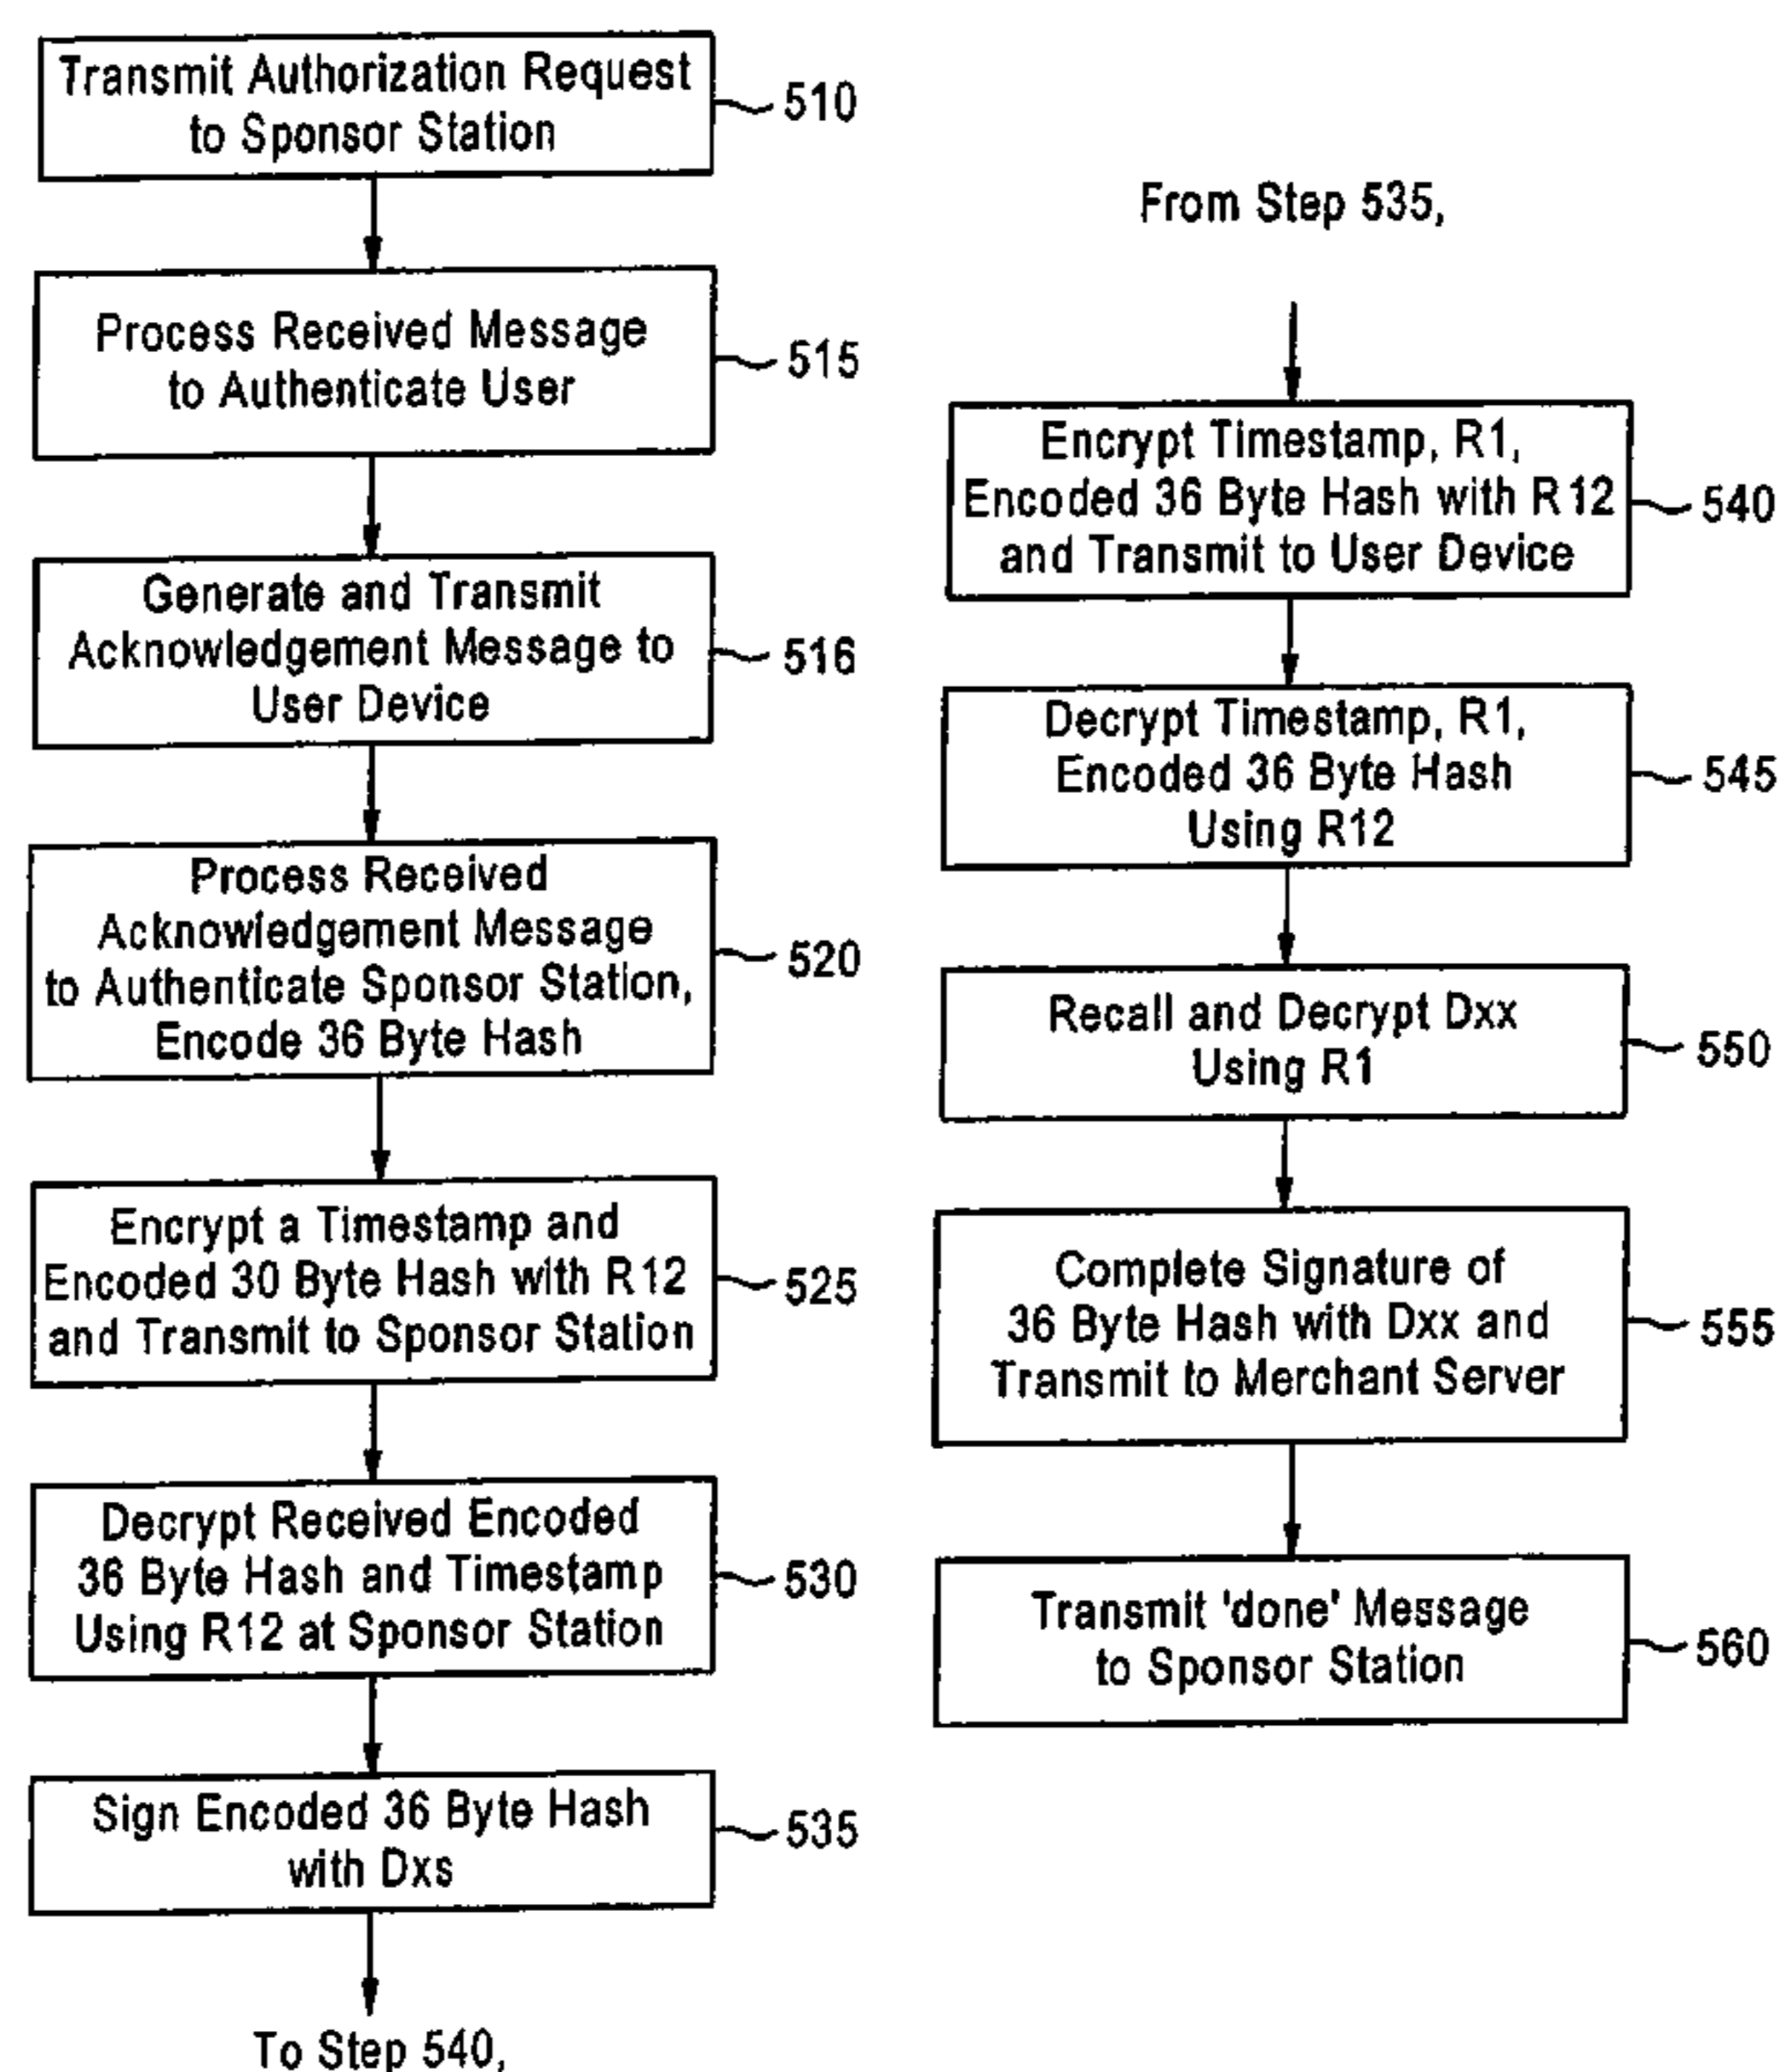 Transmit Authorization Request
to Sponsor Station
510
Process Received Message
to Authenticate User
515
Generate and Transmit
Acknowledgement Message to
User Device
516
Process Received
Acknowledgement Message
to Authenticate Sponsor Station,
Encode 36 Byte Hash
520
Encrypt a Timestamp and
Encoded 30 Byte Hash with R12
and Transmit to Sponsor Station
525
Decrypt Received Encoded
36 Byte Hash and Timestamp
Using R12 at Sponsor Station
530
Sign Encoded 36 Byte Hash
with Dxs
535
To Step 540,
From Step 535,
Encrypt Timestamp, R1,
Encoded 36 Byte Hash with R12
and Transmit to User Device
540
Decrypt Timestamp, R1,
Encoded 36 Byte Hash
Using R12
545
Recall and Decrypt Dxx
Using R1
550
Complete Signature of
36 Byte Hash with Dxx and
Transmit to Merchant Server
555
Transmit 'done' Message
to Sponsor Station
560